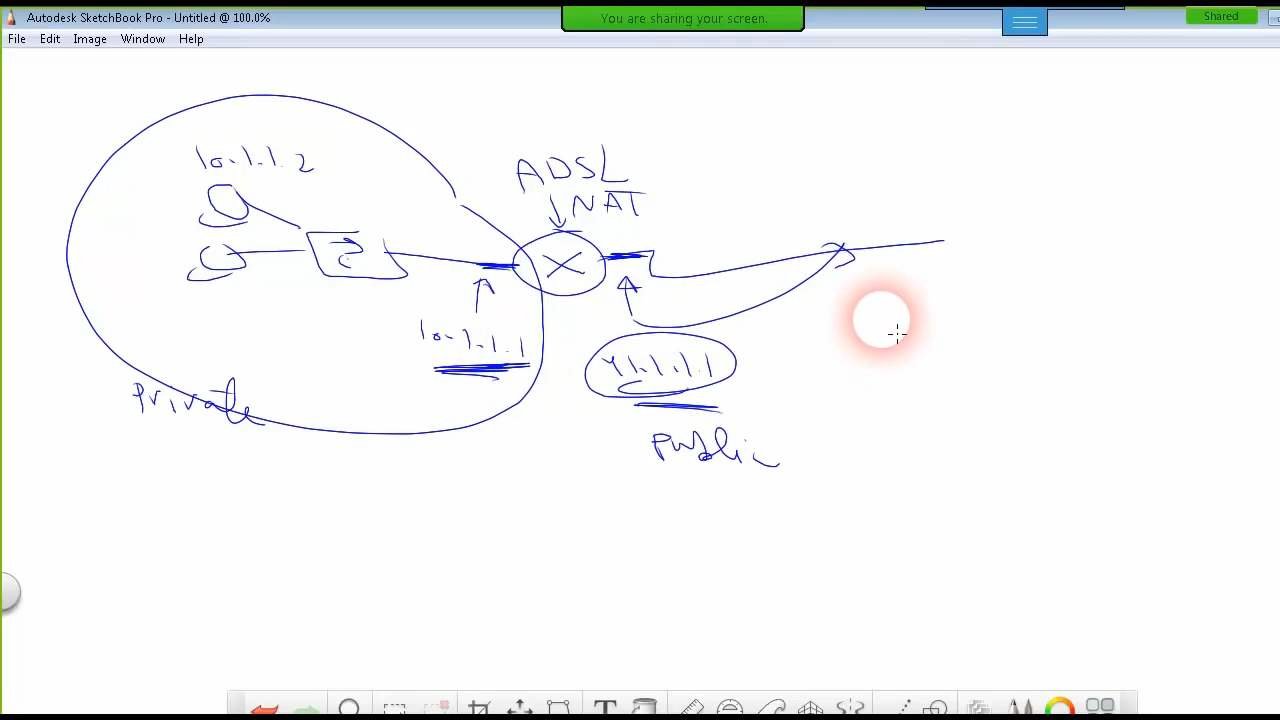 Autodesk SketchBook Pro - Untitled @ 100.0%
You are sharing your screen.
Shared
File Edit Image Window Help
10.1.1.2
ADSL
NAT
10.1.1.1
41.1.1.1
Private
Public
T